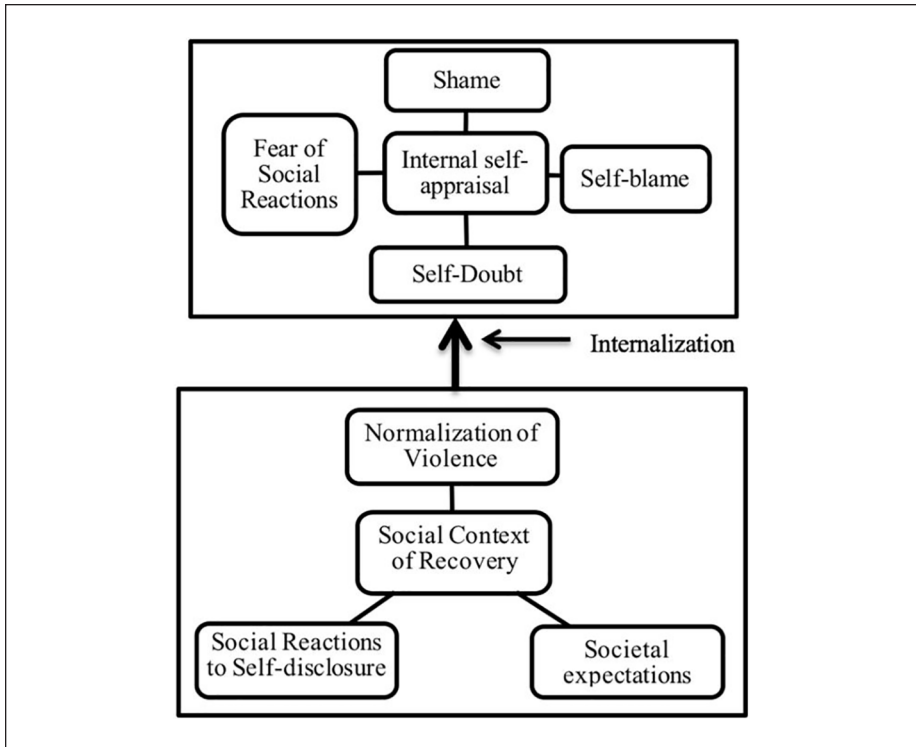 Shame
Fear of
Social
Reactions
Internal self-
appraisal
Self-blame
Self-Doubt
Internalization
Normalization of
Violence
Social Context
of Recovery
Social Reactions
to Self-disclosure
Societal
expectations